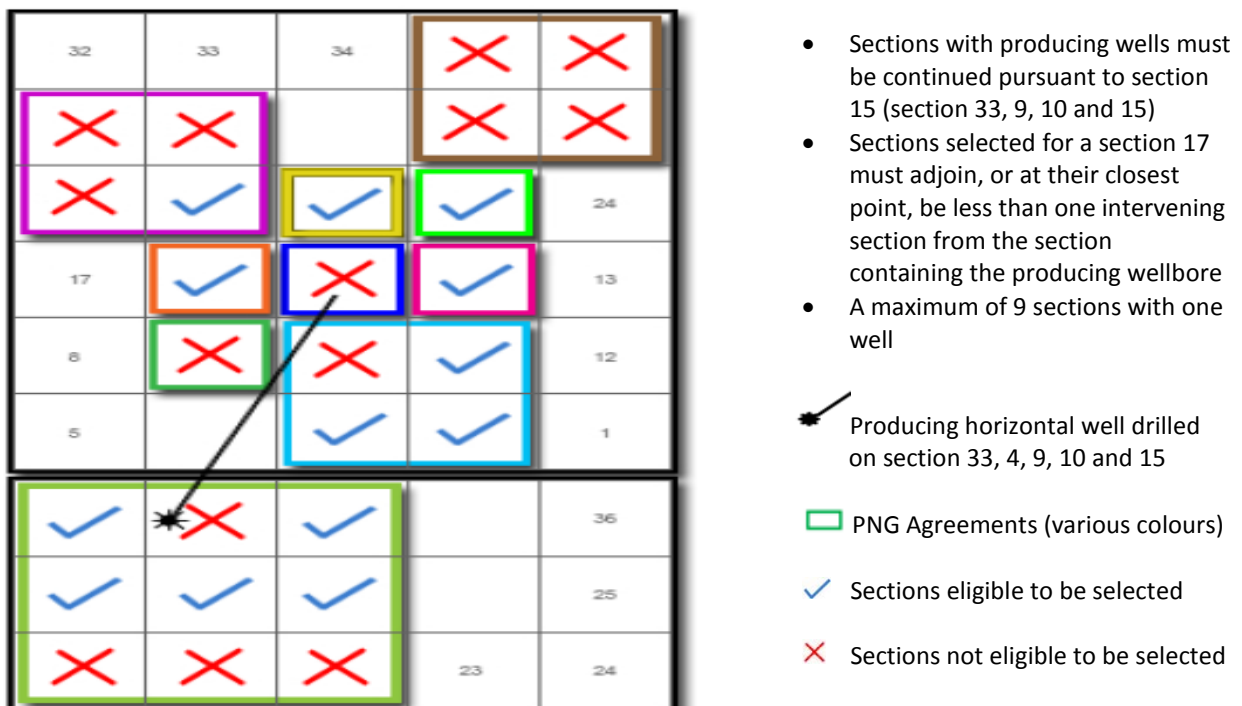 32 33 34
24
17 13
8 12
5 1
36
25
23 24
• Sections with producing wells must
be continued pursuant to section
15 (section 33, 9, 10 and 15)
• Sections selected for a section 17
must adjoin, or at their closest
point, be less than one intervening
section from the section
containing the producing wellbore
• A maximum of 9 sections with one
well
Producing horizontal well drilled
on section 33, 4, 9, 10 and 15
PNG Agreements (various colours)
Sections eligible to be selected
Sections not eligible to be selected